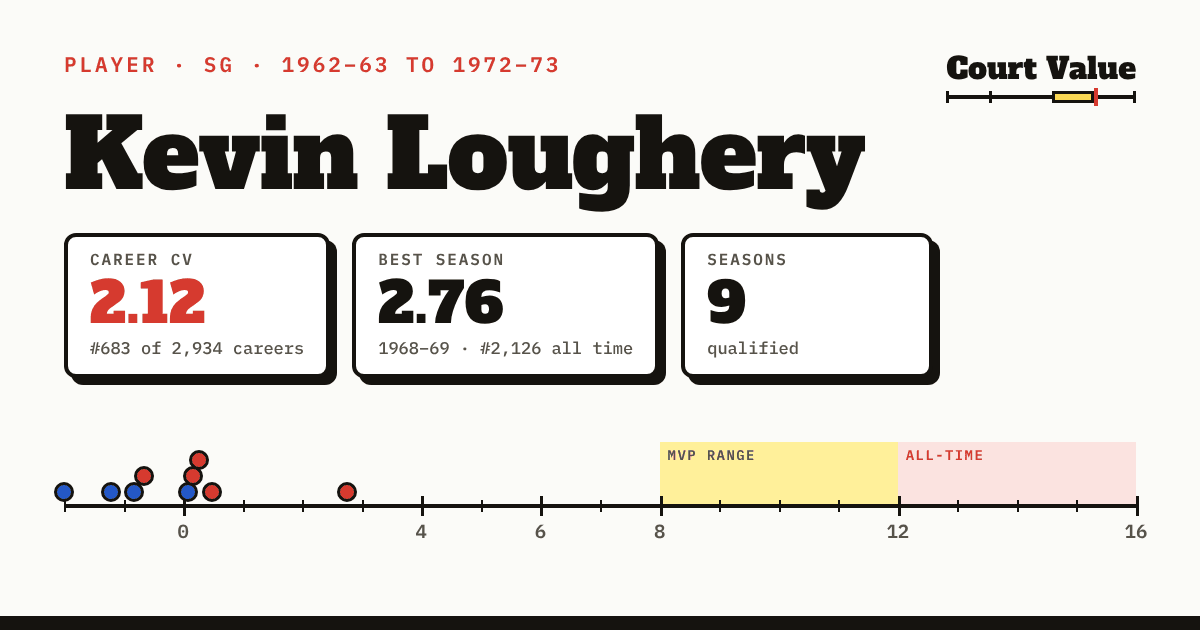 PLAYER · SG · 1962–63 TO 1972–73
Court Value
Kevin Loughery
CAREER CV
2.12
#683 of 2,934 careers
BEST SEASON
2.76
1968–69 · #2,126 all time
SEASONS
9
qualified
MVP RANGE
ALL-TIME
0 4 6 8 12 16